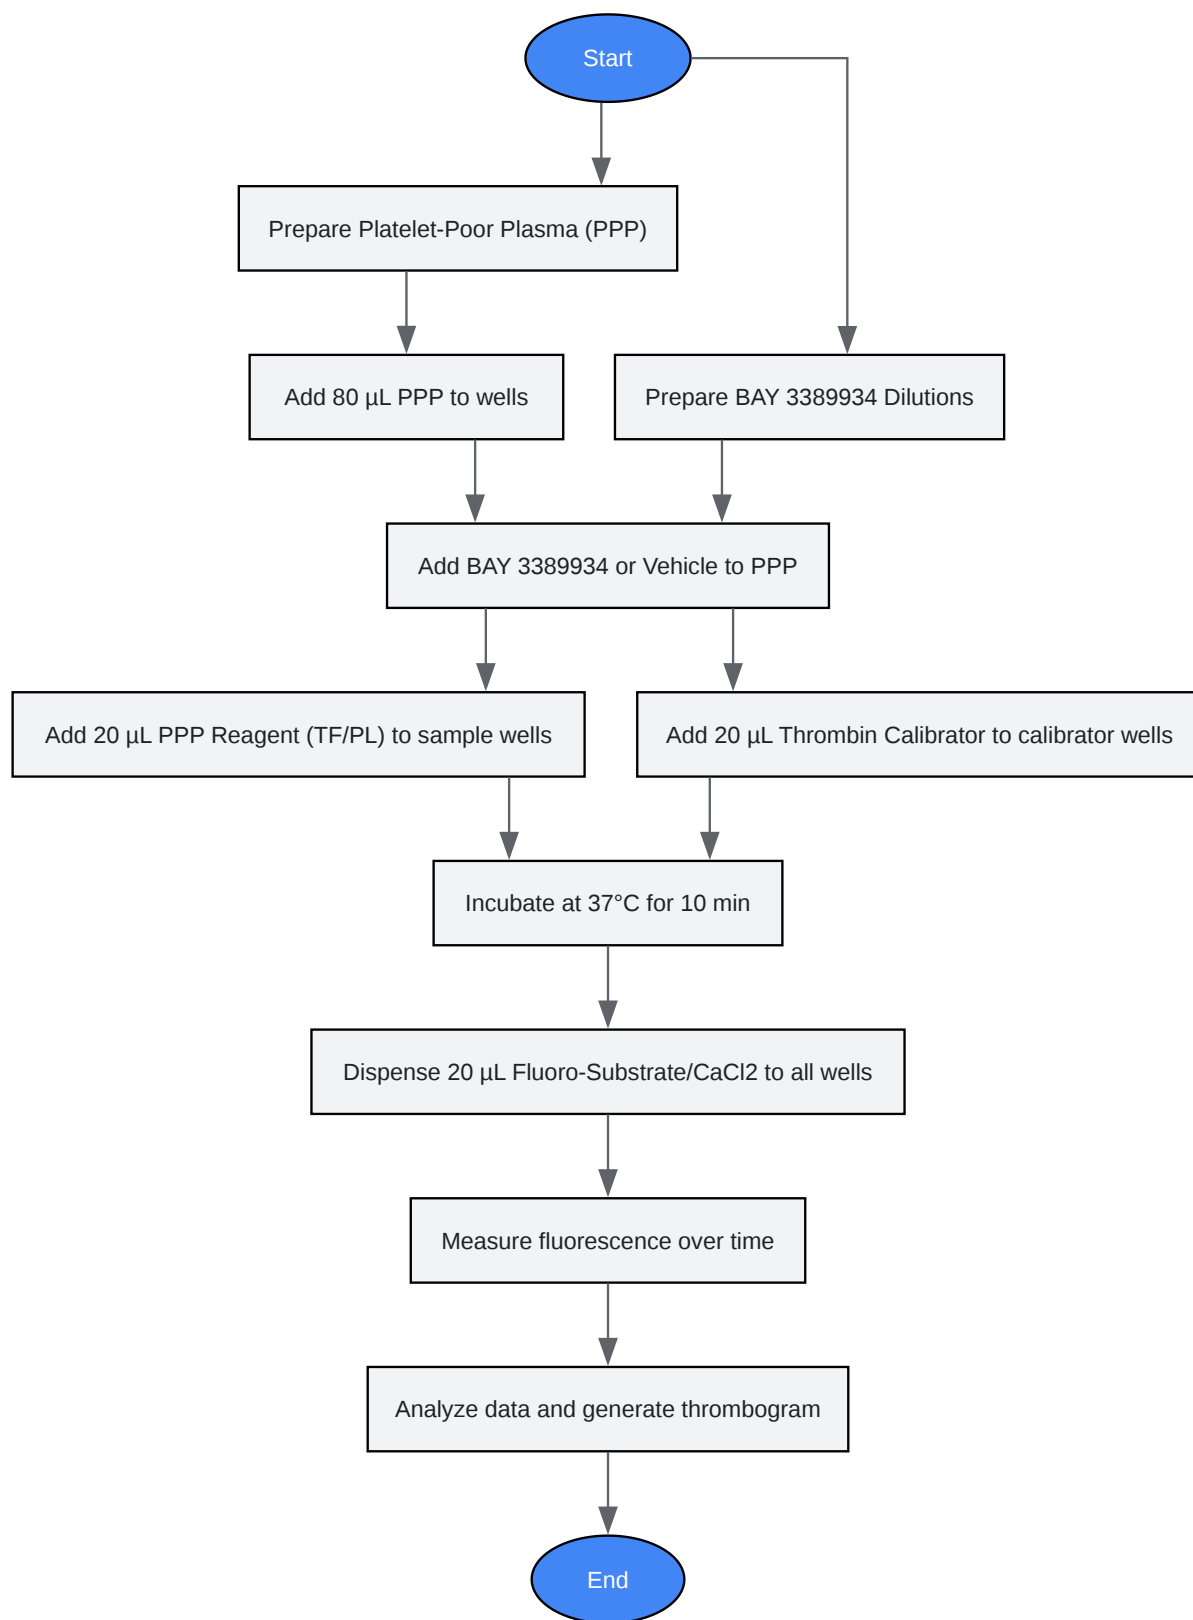 Start
Prepare Platelet-Poor Plasma (PPP)
Add 80 µL PPP to wells
Prepare BAY 3389934 Dilutions
Add BAY 3389934 or Vehicle to PPP
Add 20 µL PPP Reagent (TF/PL) to sample wells
Add 20 µL Thrombin Calibrator to calibrator wells
Incubate at 37°C for 10 min
Dispense 20 µL Fluoro-Substrate/CaCl2 to all wells
Measure fluorescence over time
Analyze data and generate thrombogram
End